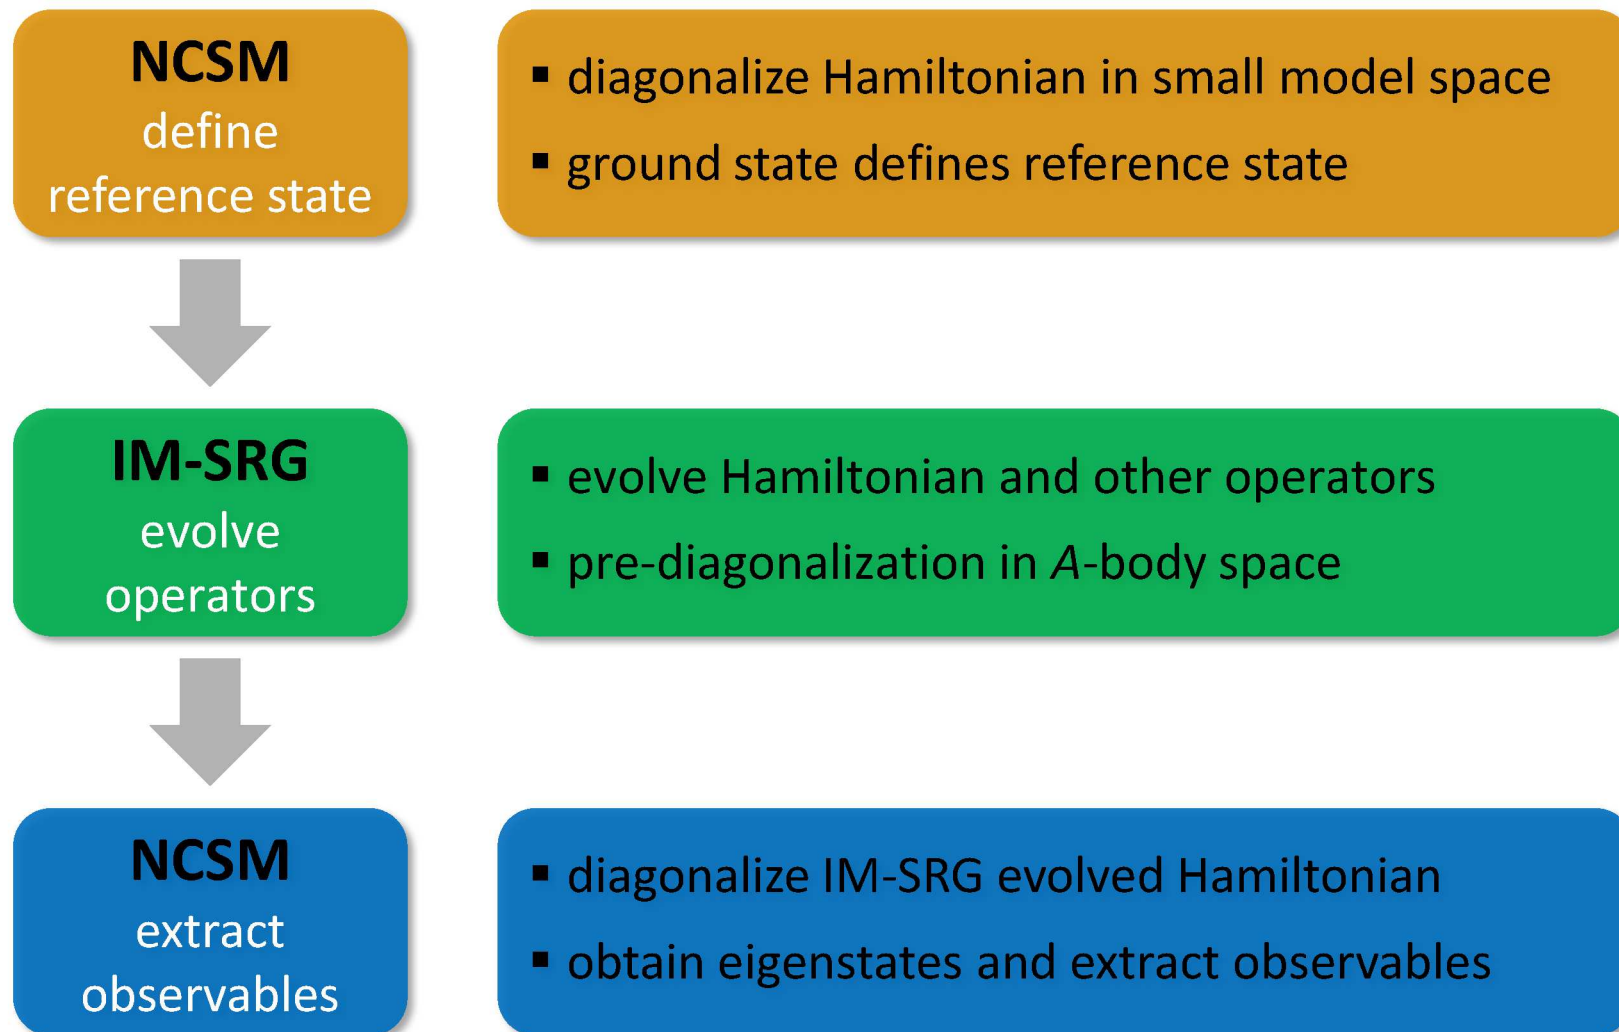 NCSM
define
reference state
▪ diagonalize Hamiltonian in small model space
▪ ground state defines reference state
IM-SRG
evolve
operators
▪ evolve Hamiltonian and other operators
▪ pre-diagonalization in A-body space
NCSM
extract
observables
▪ diagonalize IM-SRG evolved Hamiltonian
▪ obtain eigenstates and extract observables